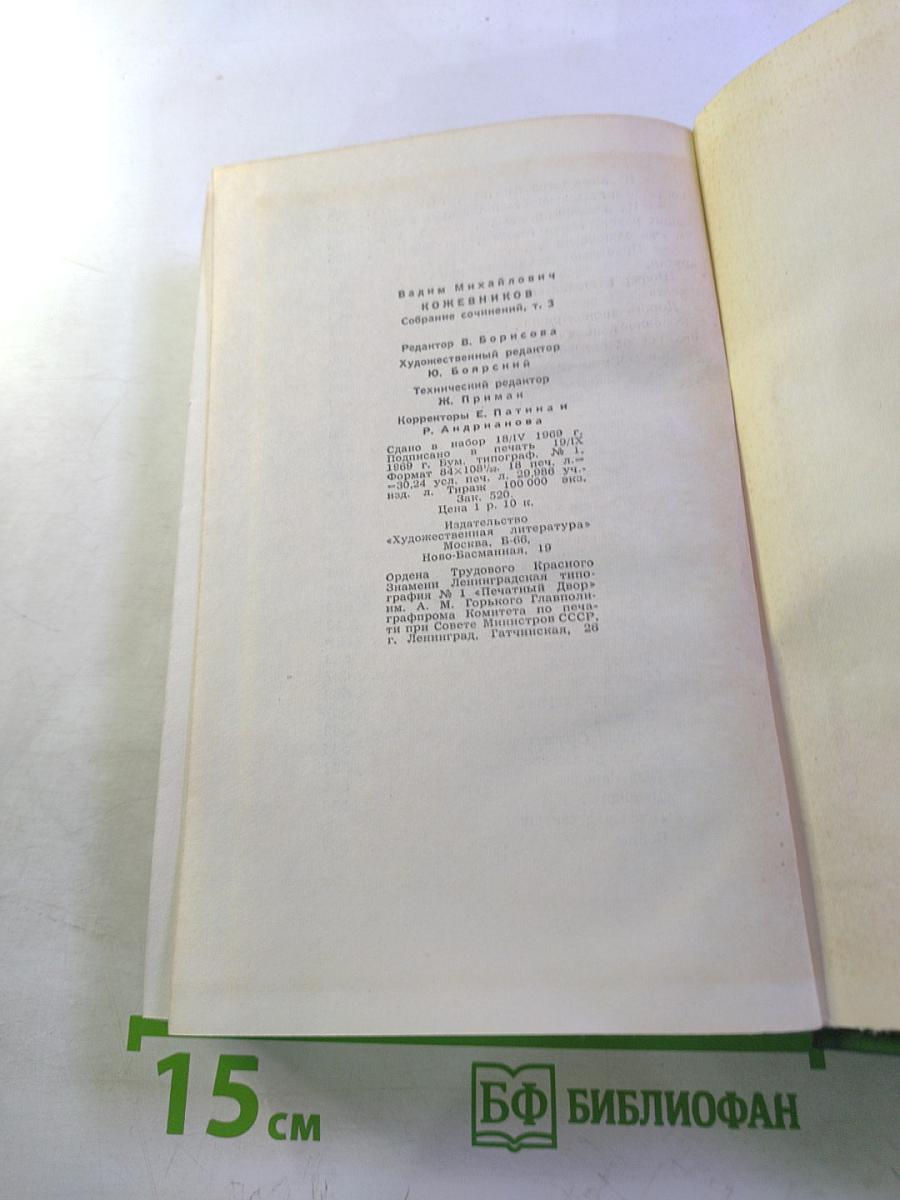 Вадим Михайлович
КОЖЕВНИКОВ
Собрание сочинений, т. 3
Редактор В. Борисова
Художественный редактор
Ю. Боярский
Технический редактор
Ж. Приман
Корректоры Е. Патина и
Р. Андрианова
Сдано в набор 18/IV 1969 г.
Подписано в печать 19/IX
1969 г. Бум. типограф. № 1.
Формат 84×108¹/₃₂. 18 печ. л.=
=30,24 усл. печ. л. 29,986 уч.-
изд. л. Тираж 100 000 экз.
Зак. 520.
Цена 1 р. 10 к.
Издательство
«Художественная литература»
Москва, Б-66,
Ново-Басманная, 19
Ордена Трудового Красного
Знамени Ленинградская типо-
графия № 1 «Печатный Двор»
им. А. М. Горького Главполи-
графпрома Комитета по печа-
ти при Совете Министров СССР,
г. Ленинград, Гатчинская, 26
15 см
БФ БИБЛИОФАН